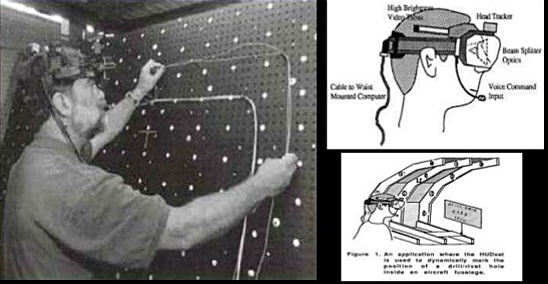 High Brightness
Video Tubes
Head Tracker
Beam Splitter
Optics
Cable to Waist
Mounted Computer
Voice Command
Input
Figure 1. An application where the HUDset
is used to dynamically mark the
position of a drill/rivet hole
inside an aircraft fuselage.